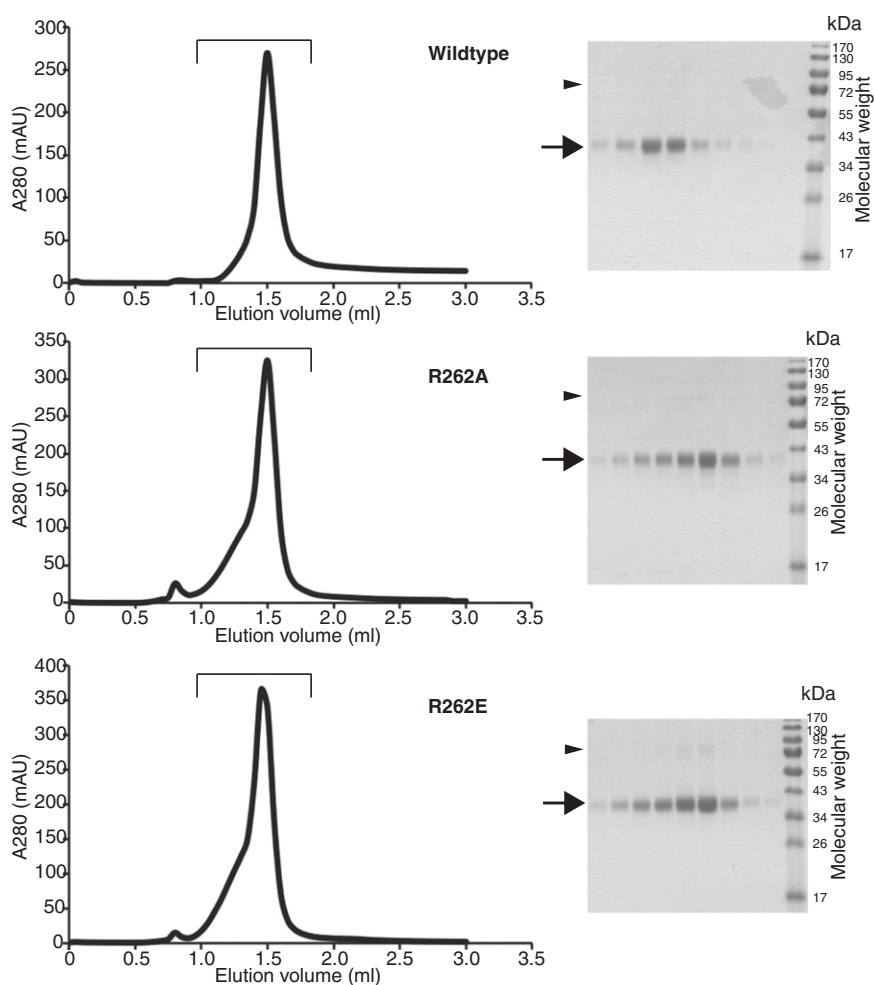 300
250
200
150
100
50
0
A280 (mAU)
0 0.5 1.0 1.5 2.0 2.5 3.0 3.5
Elution volume (ml)
Wildtype
kDa
170
130
95
72
55
43
34
26
17
Molecular weight
350
300
250
200
150
100
50
0
A280 (mAU)
0 0.5 1.0 1.5 2.0 2.5 3.0 3.5
Elution volume (ml)
R262A
kDa
170
130
95
72
55
43
34
26
17
Molecular weight
400
350
300
250
200
150
100
50
0
A280 (mAU)
0 0.5 1.0 1.5 2.0 2.5 3.0 3.5
Elution volume (ml)
R262E
kDa
170
130
95
72
55
43
34
26
17
Molecular weight